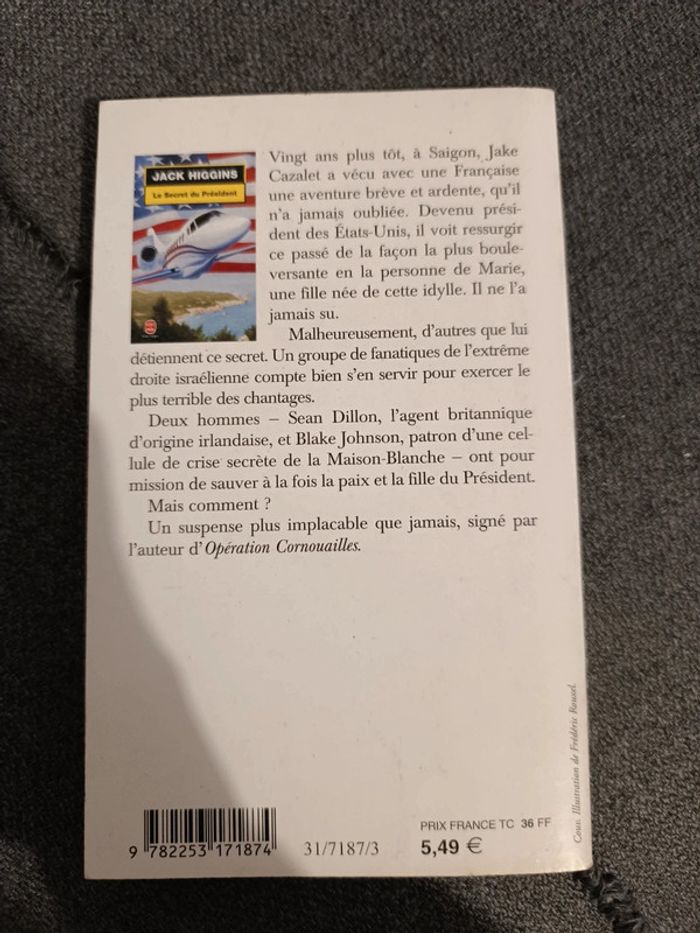 JACK HIGGINS
Le Secret du Président
Vingt ans plus tôt, à Saigon, Jake
Cazalet a vécu avec une Française
une aventure brève et ardente, qu'il
n'a jamais oubliée. Devenu prési-
dent des États-Unis, il voit ressurgir
ce passé de la façon la plus boule-
versante en la personne de Marie,
une fille née de cette idylle. Il ne l'a
jamais su.
Malheureusement, d'autres que lui
détiennent ce secret. Un groupe de fanatiques de l'extrême
droite israélienne compte bien s'en servir pour exercer le
plus terrible des chantages.
Deux hommes – Sean Dillon, l'agent britannique
d'origine irlandaise, et Blake Johnson, patron d'une cel-
lule de crise secrète de la Maison-Blanche – ont pour
mission de sauver à la fois la paix et la fille du Président.
Mais comment ?
Un suspense plus implacable que jamais, signé par
l'auteur d'Opération Cornouailles.
Couv. Illustration de Frédéric Roussel.
9 782253 171874
31/7187/3
PRIX FRANCE TC 36 FF
5,49 €